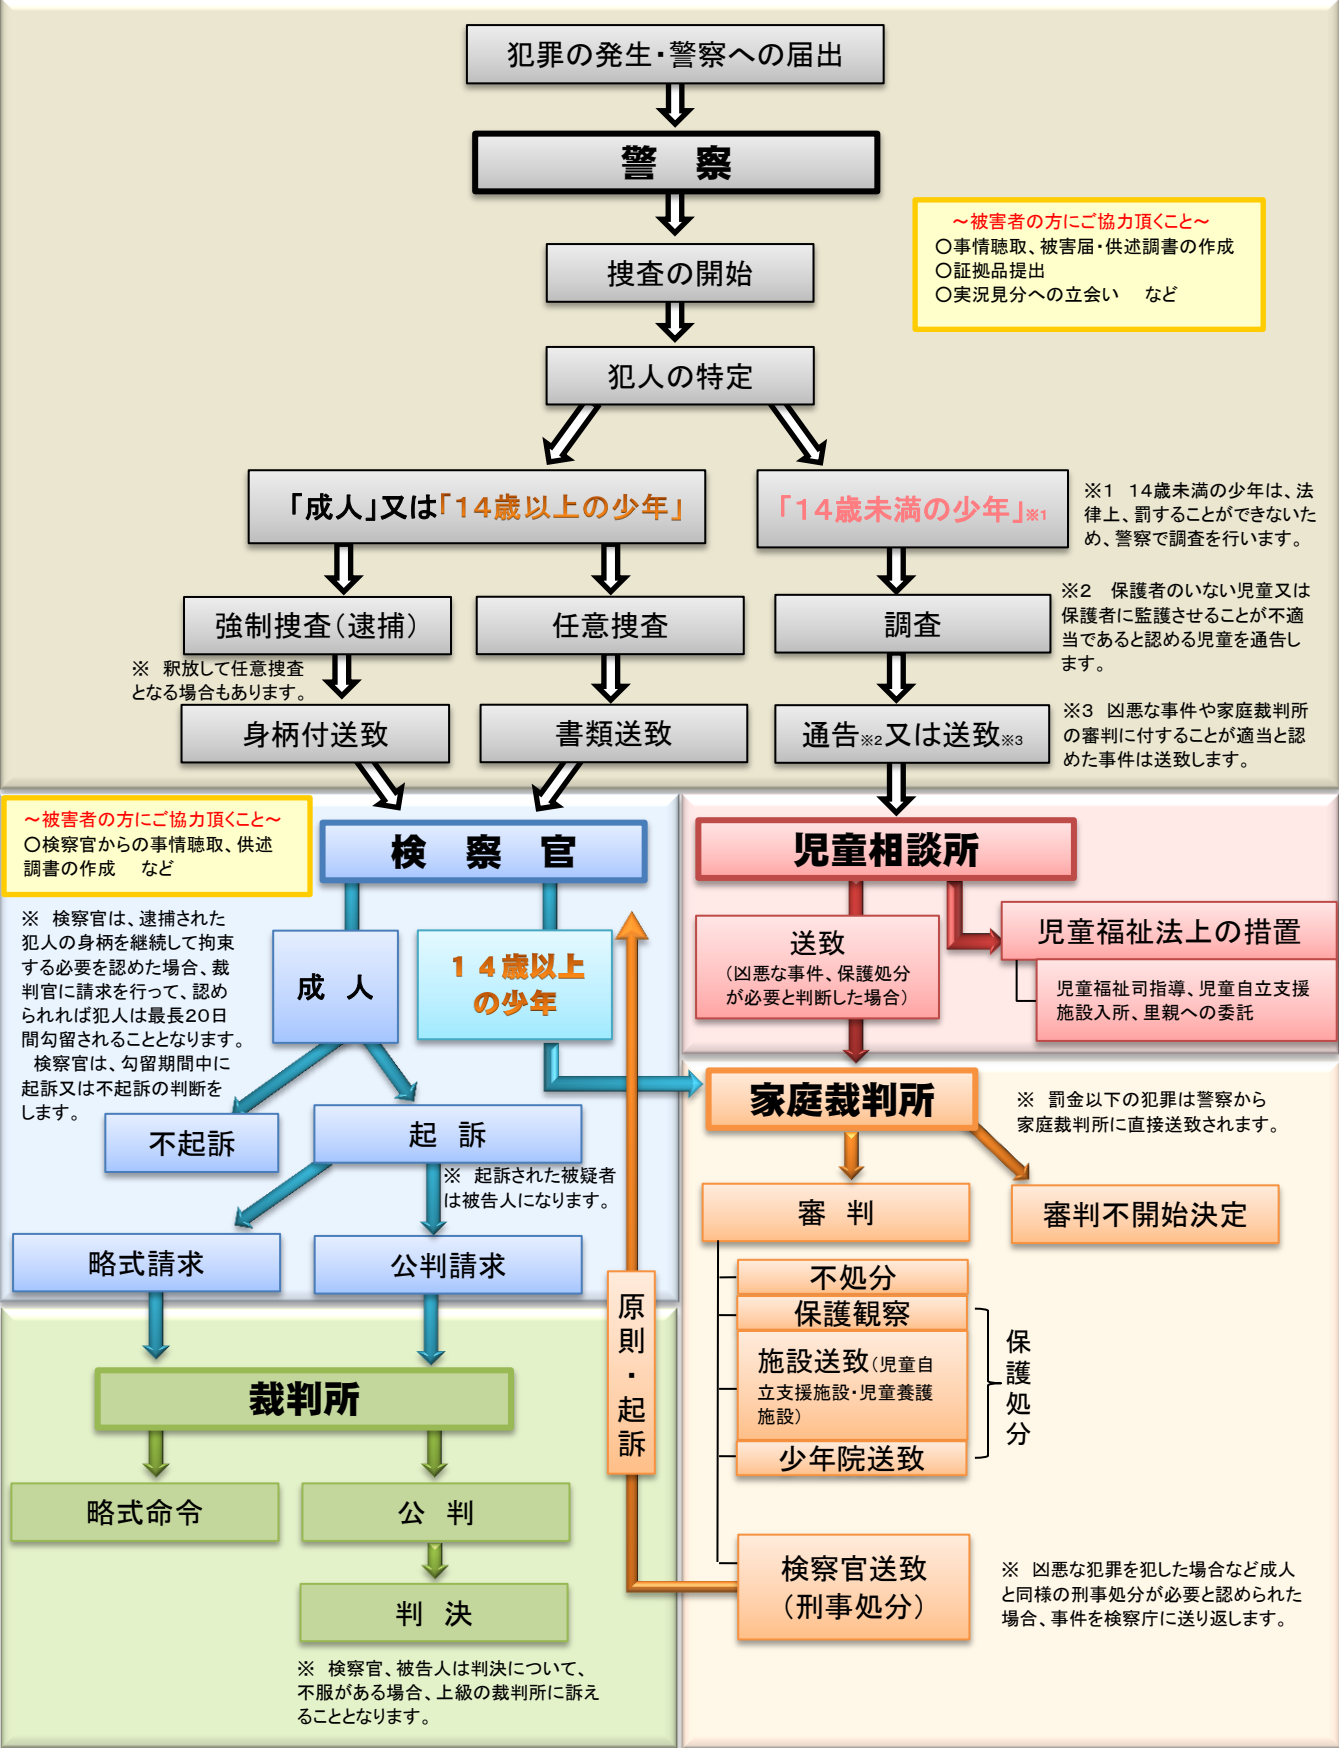 犯罪の発生・警察への届出
警 察
～被害者の方にご協力頂くこと～
○事情聴取、被害届・供述調書の作成
○証拠品提出
○実況見分への立会い など
捜査の開始
犯人の特定
「成人」又は「14歳以上の少年」
「14歳未満の少年」※1
※1 14歳未満の少年は、法
律上、罰することができないた
め、警察で調査を行います。
強制捜査（逮捕）
任意捜査
調査
※2 保護者のいない児童又は
保護者に監護させることが不適
当であると認める児童を通告し
ます。
※ 釈放して任意捜査
となる場合もあります。
身柄付送致
書類送致
通告※2又は送致※3
※3 凶悪な事件や家庭裁判所
の審判に付することが適当と認
めた事件は送致します。
～被害者の方にご協力頂くこと～
○検察官からの事情聴取、供述
調書の作成 など
検 察 官
児童相談所
※ 検察官は、逮捕された
犯人の身柄を継続して拘束
する必要を認めた場合、裁
判官に請求を行って、認め
られれば犯人は最長20日
間勾留されることとなります。
検察官は、勾留期間中に
起訴又は不起訴の判断を
します。
成 人
14歳以上
の少年
送致
（凶悪な事件、保護処分
が必要と判断した場合）
児童福祉法上の措置
児童福祉司指導、児童自立支援
施設入所、里親への委託
不起訴
起 訴
※ 起訴された被疑者
は被告人になります。
略式請求
公判請求
家庭裁判所
※ 罰金以下の犯罪は警察から
家庭裁判所に直接送致されます。
審 判
審判不開始決定
原則・起訴
不処分
保護観察
施設送致（児童自
立支援施設・児童養護
施設）
少年院送致
保護処分
検察官送致
（刑事処分）
※ 凶悪な犯罪を犯した場合など成人
と同様の刑事処分が必要と認められた
場合、事件を検察庁に送り返します。
裁判所
略式命令
公 判
判 決
※ 検察官、被告人は判決について、
不服がある場合、上級の裁判所に訴え
ることとなります。